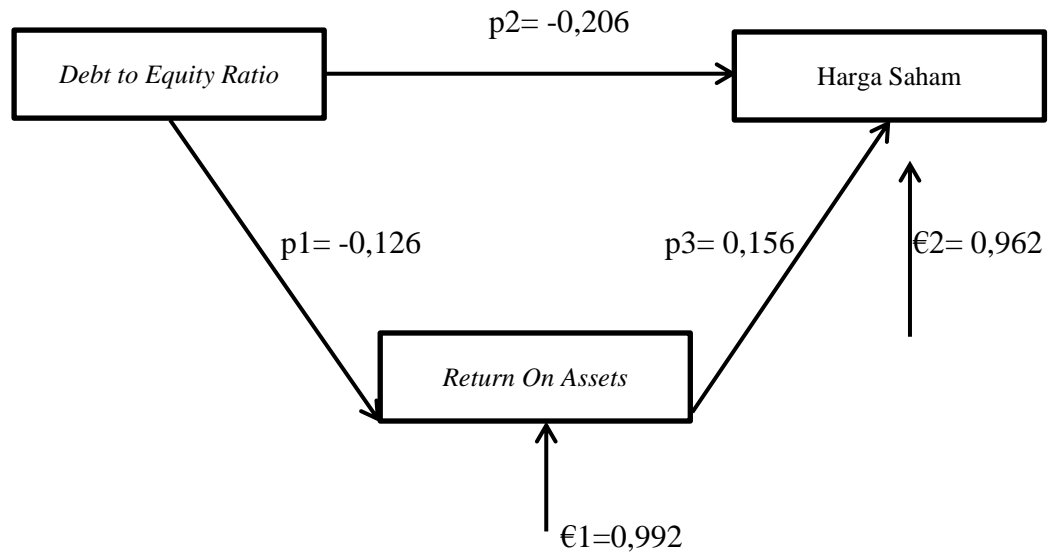 p2= -0,206
Debt to Equity Ratio
Harga Saham
p1= -0,126
p3= 0,156
€2= 0,962
Return On Assets
€1=0,992